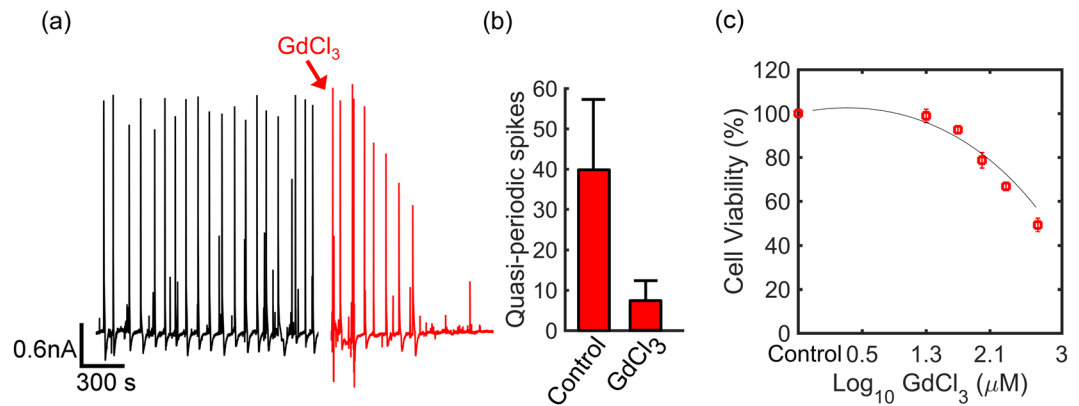 (a)
GdCl₃
0.6nA
300 s
(b)
Quasi-periodic spikes
60
50
40
30
20
10
0
Control
GdCl₃
(c)
Cell Viability (%)
120
100
80
60
40
20
0
Control 0.5 1.3 2.1 3
Log₁₀ GdCl₃ (μM)